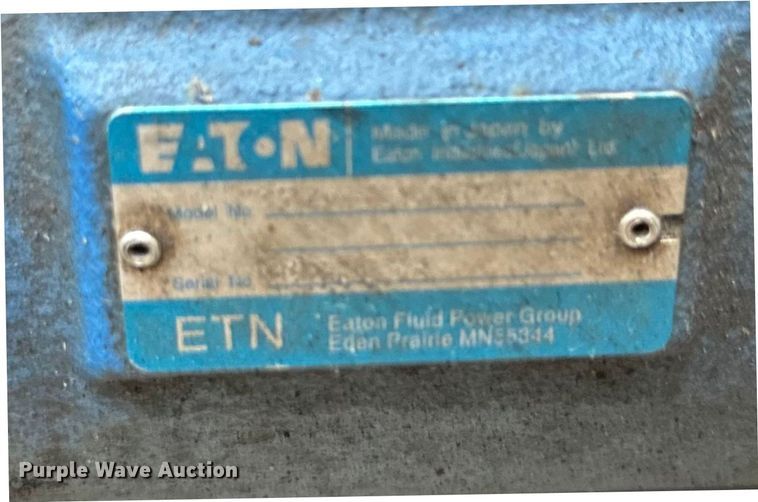 EATON
Made in Japan by
Eaton Industries(Japan) Ltd
Model No
Serial No
ETN
Eaton Fluid Power Group
Eden Prairie MN55344
Purple Wave Auction